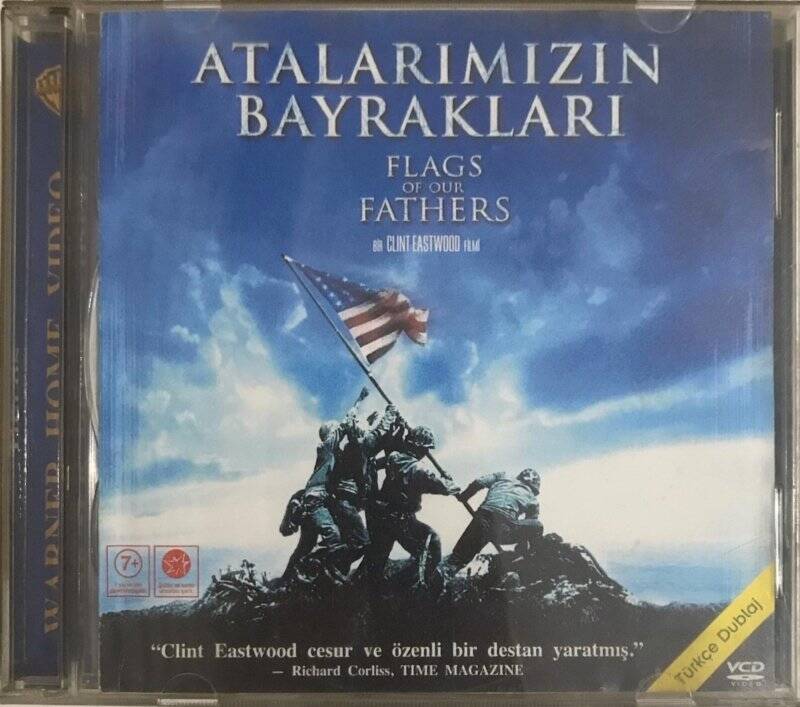 ATALARIMIZIN
BAYRAKLARI
FLAGS
OF OUR
FATHERS
BİR CLINT EASTWOOD FİLMİ
WARNER HOME VIDEO
7+
“Clint Eastwood cesur ve özenli bir destan yaratmış.”
— Richard Corliss, TIME MAGAZINE
Türkçe Dublaj
VCD
VIDEO